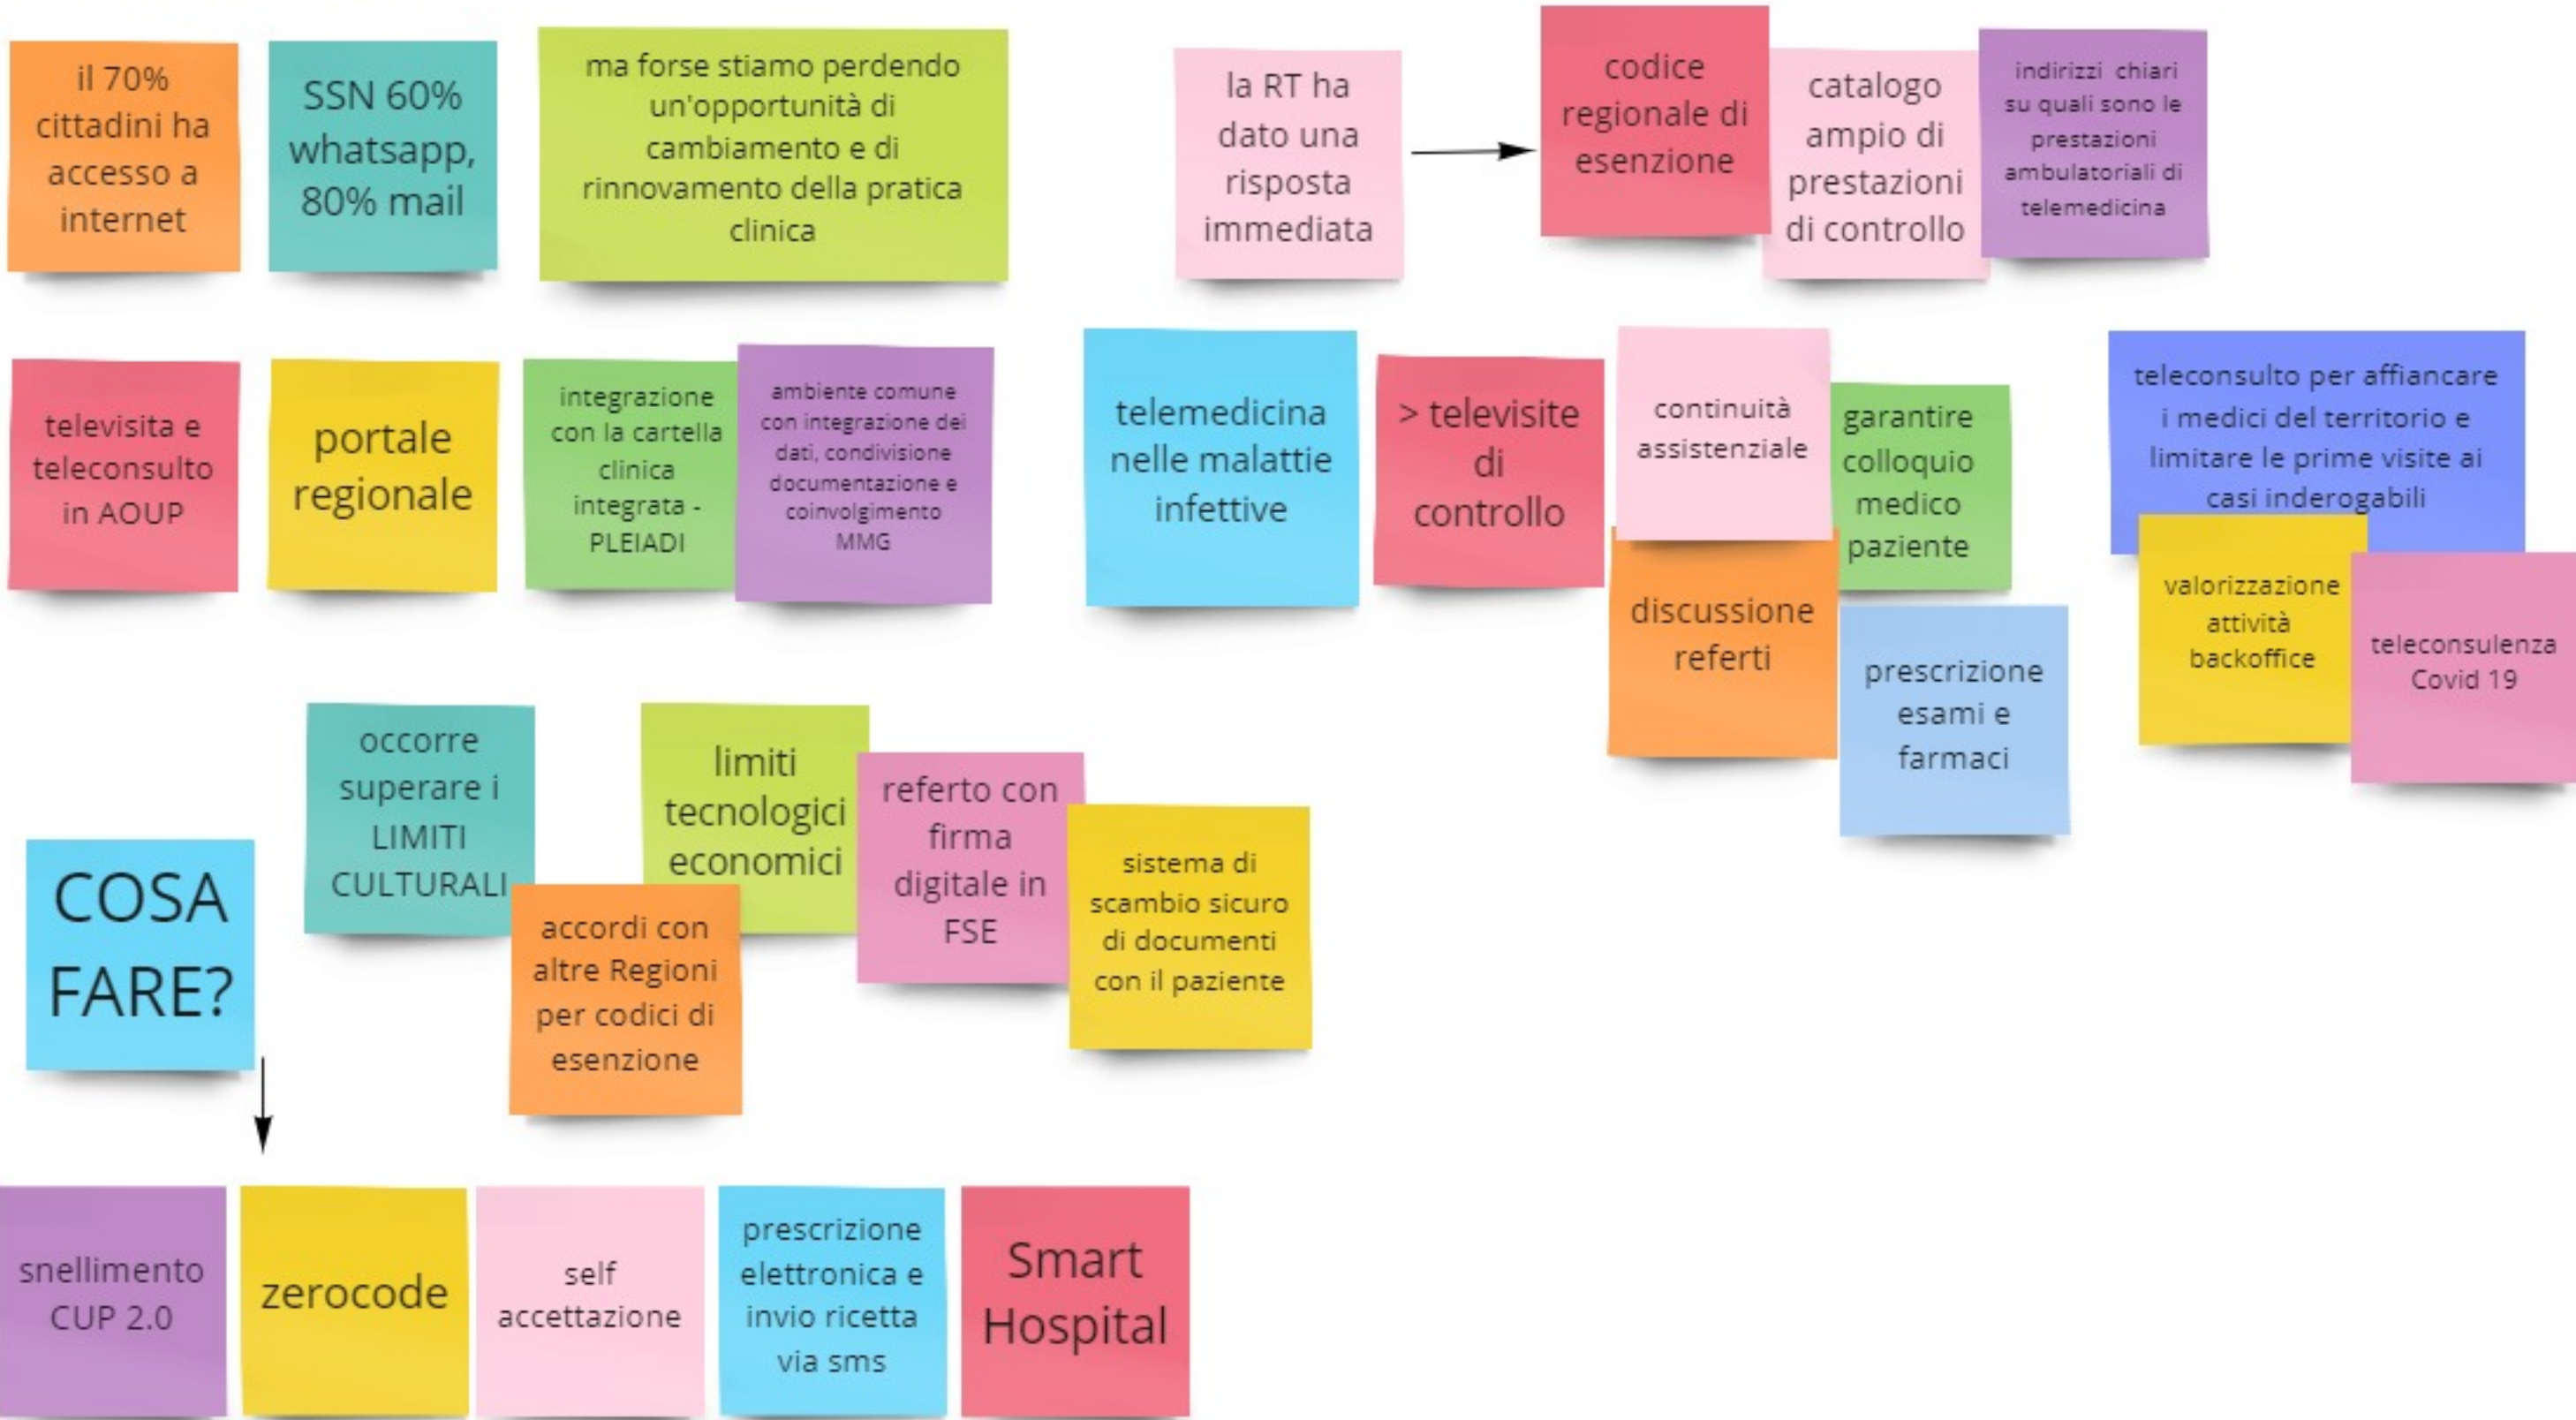 il 70%
cittadini ha
accesso a
internet
SSN 60%
whatsapp,
80% mail
ma forse stiamo perdendo
un'opportunità di
cambiamento e di
rinnovamento della pratica
clinica
la RT ha
dato una
risposta
immediata
codice
regionale di
esenzione
catalogo
ampio di
prestazioni
di controllo
indirizzi chiari
su quali sono le
prestazioni
ambulatoriali di
telemedicina
televisita e
teleconsulto
in AOUP
portale
regionale
integrazione
con la cartella
clinica
integrata -
PLEIADI
ambiente comune
con integrazione dei
dati, condivisione
documentazione e
coinvolgimento
MMG
telemedicina
nelle malattie
infettive
> televisite
di
controllo
continuità
assistenziale
garantire
colloquio
medico
paziente
discussione
referti
prescrizione
esami e
farmaci
teleconsulto per affiancare
i medici del territorio e
limitare le prime visite ai
casi inderogabili
valorizzazione
attività
backoffice
teleconsulenza
Covid 19
COSA
FARE?
occorre
superare i
LIMITI
CULTURALI
accordi con
altre Regioni
per codici di
esenzione
limiti
tecnologici
economici
referto con
firma
digitale in
FSE
sistema di
scambio sicuro
di documenti
con il paziente
snellimento
CUP 2.0
zerocode
self
accettazione
prescrizione
elettronica e
invio ricetta
via sms
Smart
Hospital